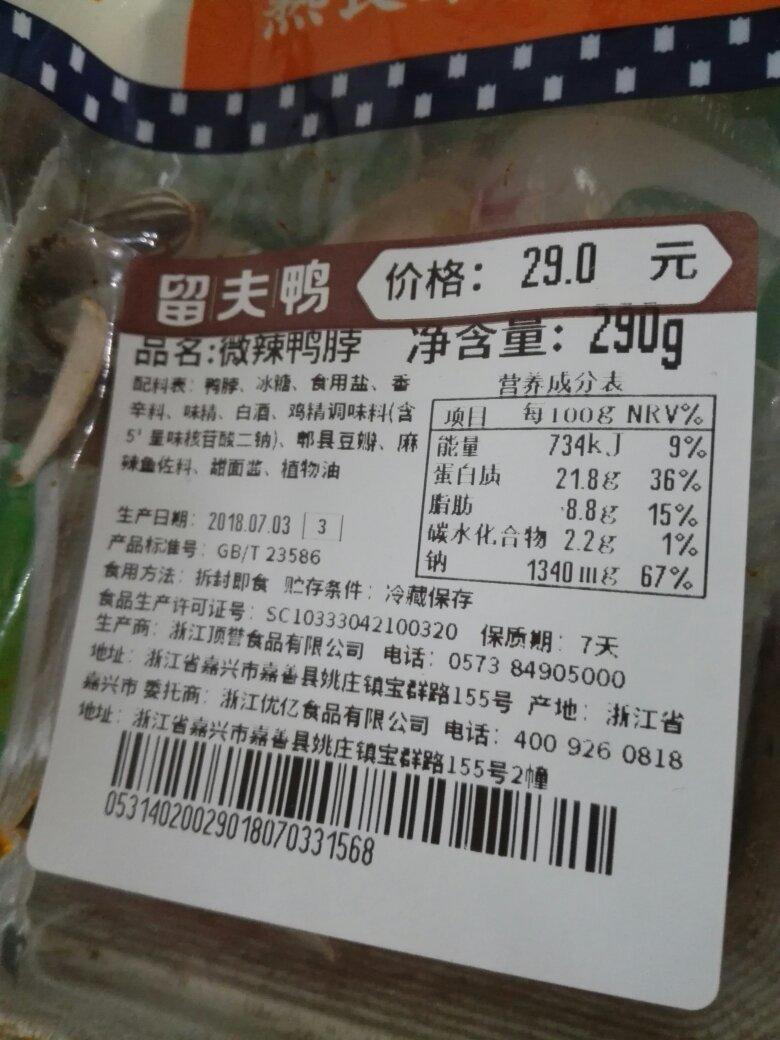 留夫鸭 价格: 29.0 元
品名:微辣鸭脖 净含量: 290g
配料表: 鸭脖、冰糖、食用盐、香
辛料、味精、白酒、鸡精调味料(含
5'呈味核苷酸二钠)、郫县豆瓣、麻
辣鱼佐料、甜面酱、植物油
营养成分表
项目 每100g NRV%
能量 734kJ 9%
蛋白质 21.8g 36%
脂肪 8.8g 15%
碳水化合物 2.2g 1%
钠 1340mg 67%
生产日期: 2018.07.03 3
产品标准号: GB/T 23586
食用方法: 拆封即食 贮存条件: 冷藏保存
食品生产许可证号: SC10333042100320 保质期: 7天
生产商: 浙江顶誉食品有限公司 电话: 0573 84905000
地址: 浙江省嘉兴市嘉善县姚庄镇宝群路155号 产地: 浙江省
嘉兴市 委托商: 浙江优亿食品有限公司 电话: 400 926 0818
地址: 浙江省嘉兴市嘉善县姚庄镇宝群路155号2幢
05314020029018070331568